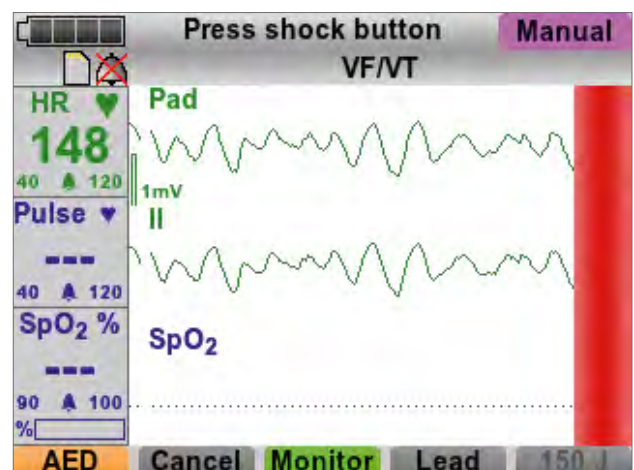 Press shock button
Manual
VF/VT
HR
148
40 120
Pulse
---
40 120
SpO₂ %
---
90 100
%
Pad
1mV
II
SpO₂
AED Cancel Monitor Lead 150 J